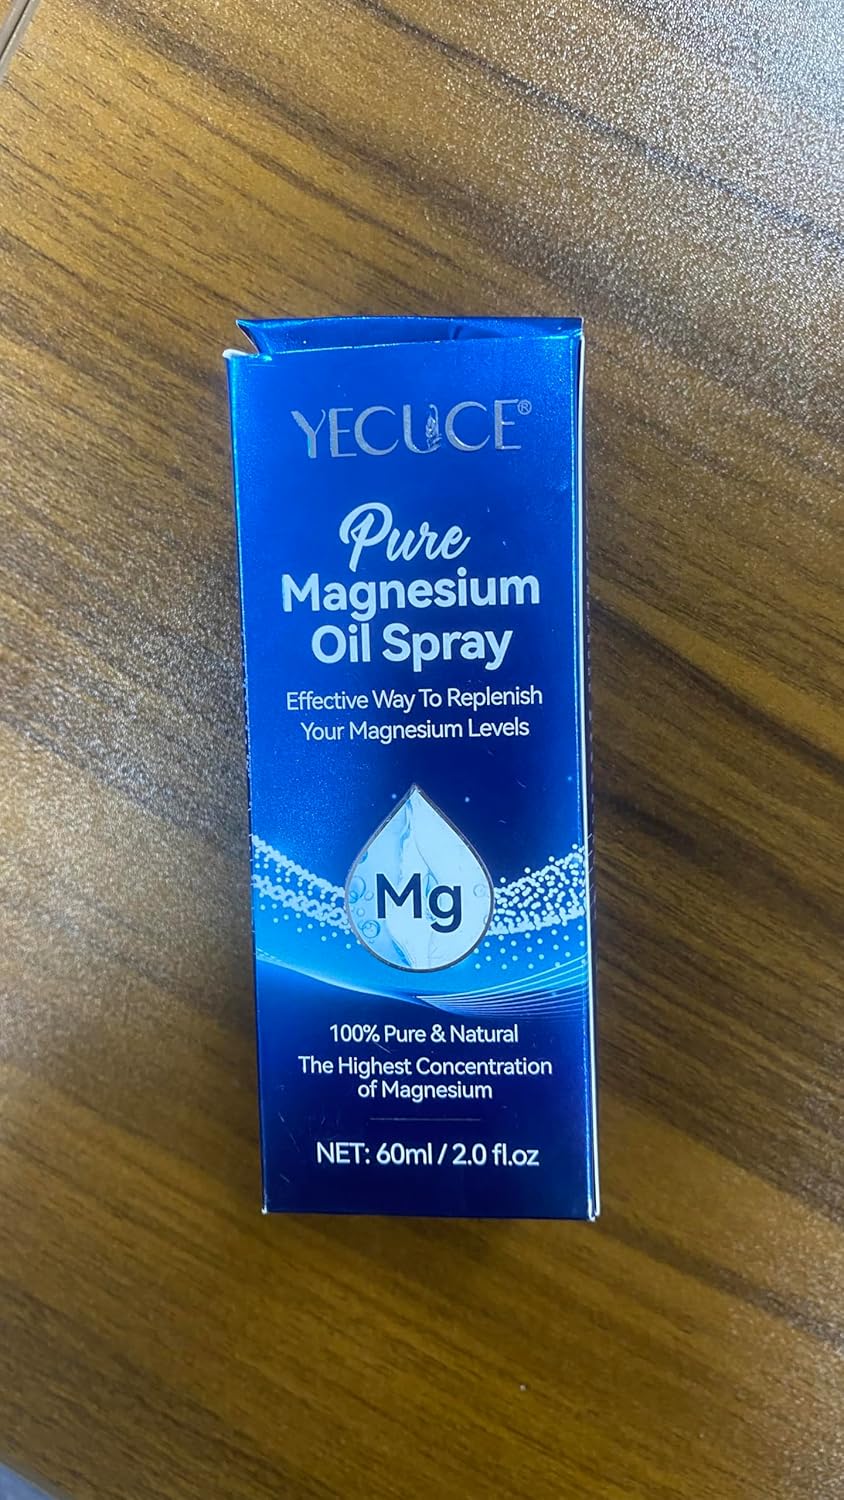 YECUCE®
Pure
Magnesium
Oil Spray
Effective Way To Replenish
Your Magnesium Levels
Mg
100% Pure & Natural
The Highest Concentration
of Magnesium
NET: 60ml / 2.0 fl.oz